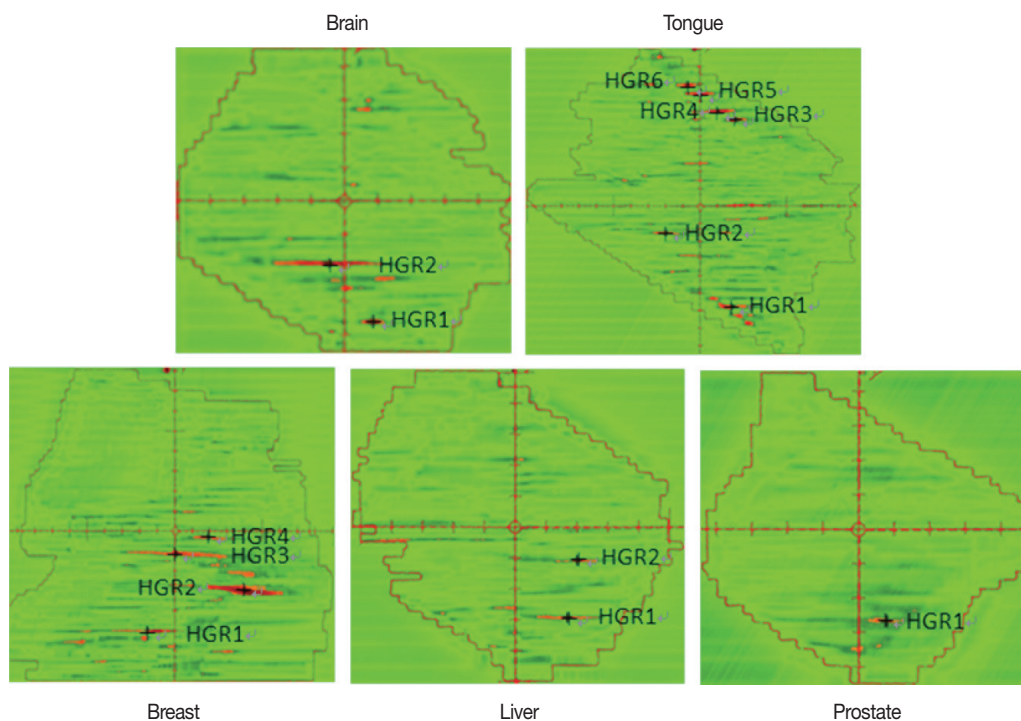 Brain
HGR2
HGR1
Tongue
HGR6
HGR5
HGR4
HGR3
HGR2
HGR1
HGR4
HGR3
HGR2
HGR1
Breast
HGR2
HGR1
Liver
HGR1
Prostate